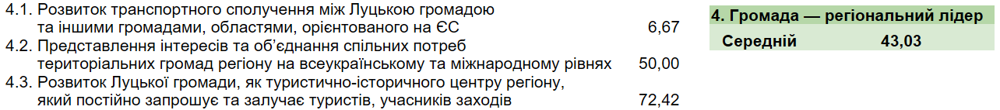 4.1. Розвиток транспортного сполучення між Луцькою громадою
та іншими громадами, областями, орієнтованого на ЄС 6,67
4.2. Представлення інтересів та об’єднання спільних потреб
територіальних громад регіону на всеукраїнському та міжнародному рівнях 50,00
4.3. Розвиток Луцької громади, як туристично-історичного центру регіону,
який постійно запрошує та залучає туристів, учасників заходів 72,42
4. Громада — регіональний лідер
Середній 43,03